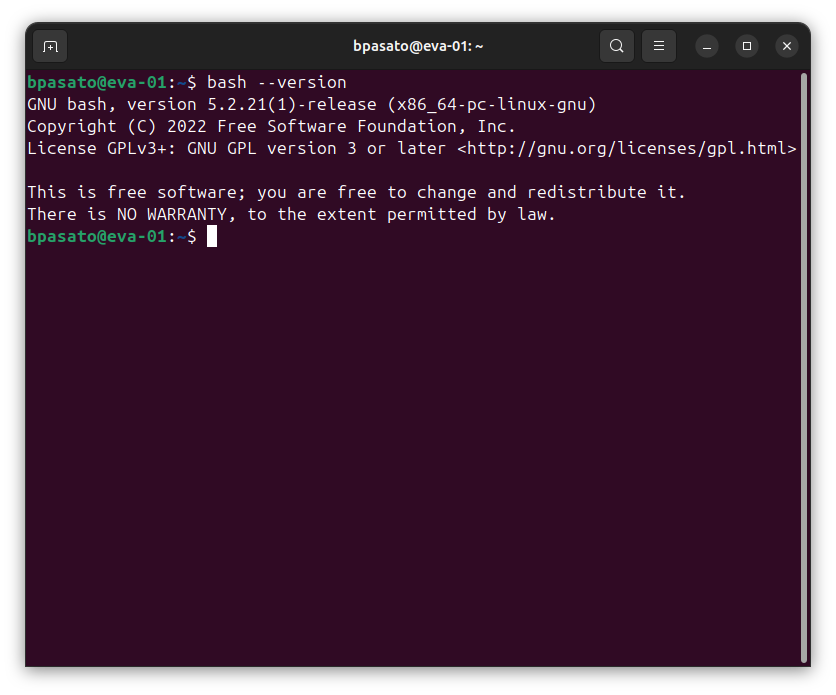 bpasato@eva-01: ~
bpasato@eva-01:~$ bash --version
GNU bash, version 5.2.21(1)-release (x86_64-pc-linux-gnu)
Copyright (C) 2022 Free Software Foundation, Inc.
License GPLv3+: GNU GPL version 3 or later <http://gnu.org/licenses/gpl.html>

This is free software; you are free to change and redistribute it.
There is NO WARRANTY, to the extent permitted by law.
bpasato@eva-01:~$